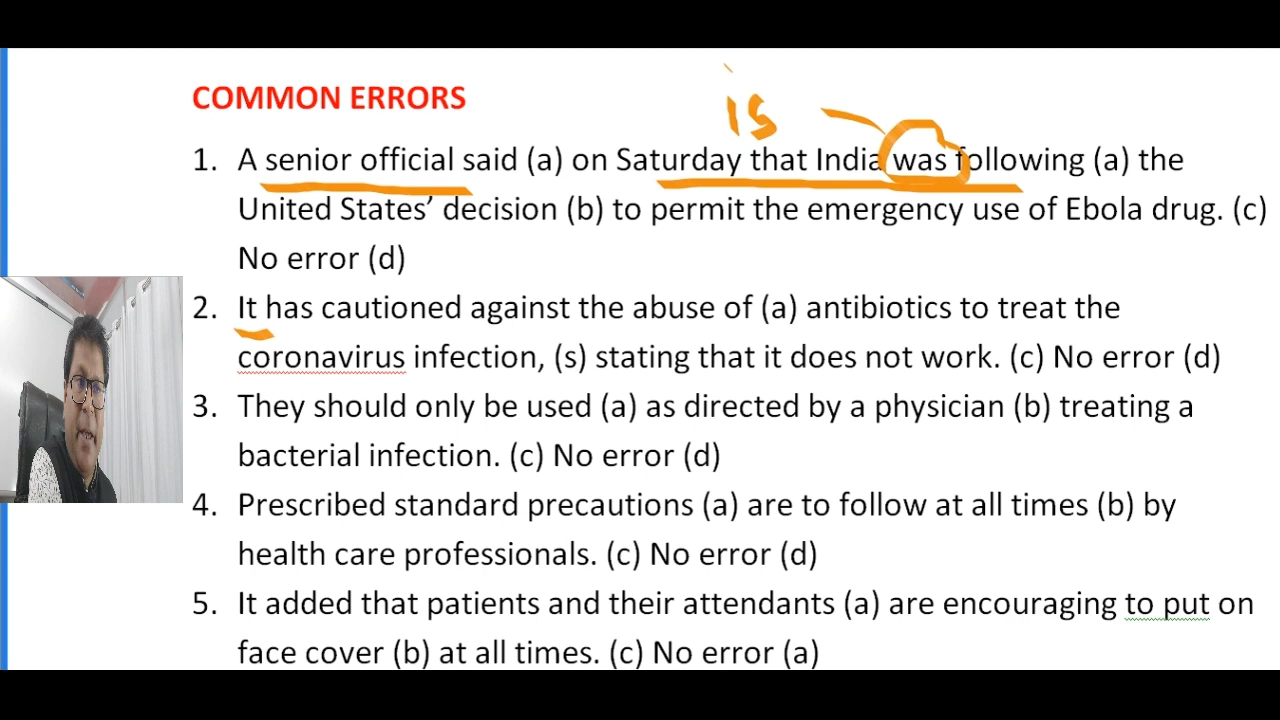 COMMON ERRORS
is
1. A senior official said (a) on Saturday that India was following (a) the
United States’ decision (b) to permit the emergency use of Ebola drug. (c)
No error (d)
2. It has cautioned against the abuse of (a) antibiotics to treat the
coronavirus infection, (s) stating that it does not work. (c) No error (d)
3. They should only be used (a) as directed by a physician (b) treating a
bacterial infection. (c) No error (d)
4. Prescribed standard precautions (a) are to follow at all times (b) by
health care professionals. (c) No error (d)
5. It added that patients and their attendants (a) are encouraging to put on
face cover (b) at all times. (c) No error (a)